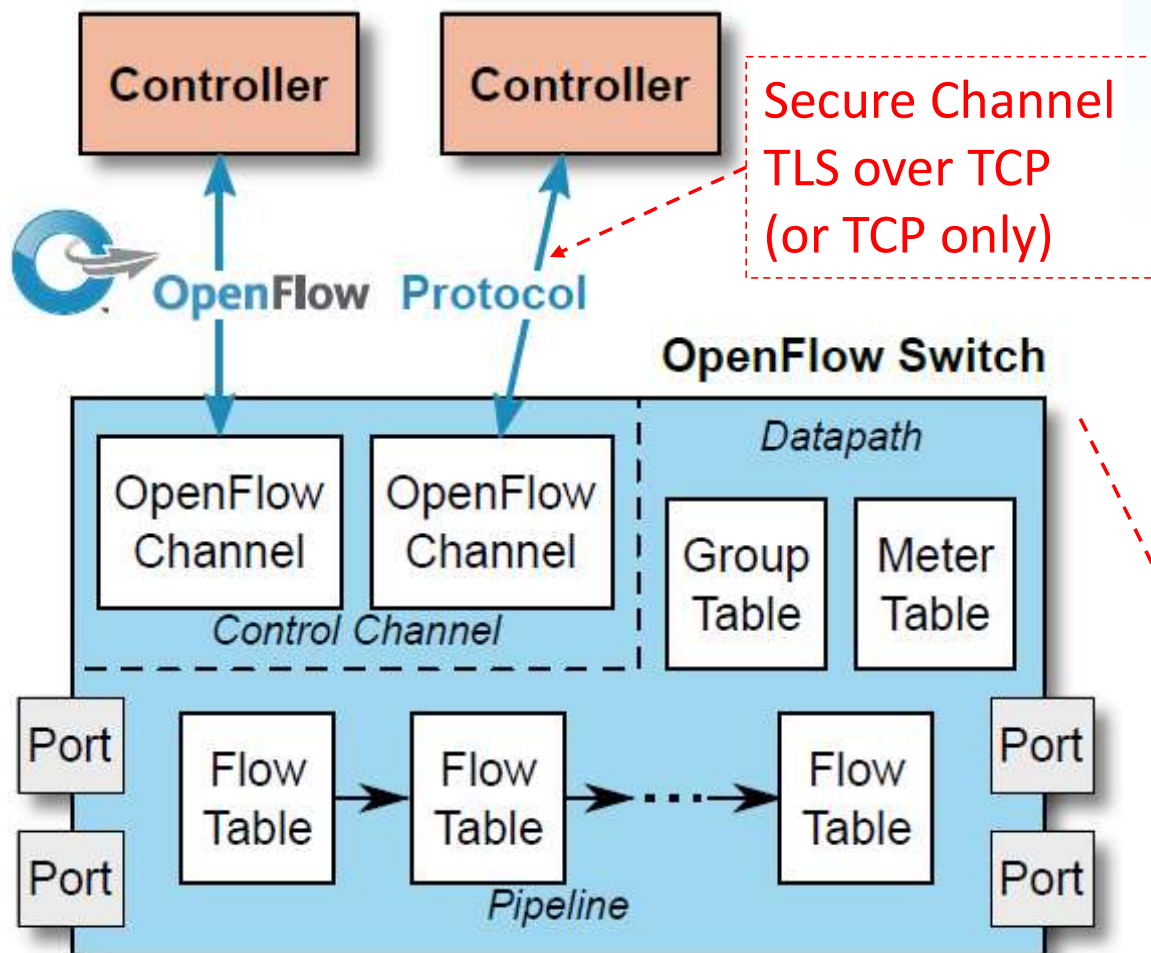 Controller
Controller
Secure Channel
TLS over TCP
(or TCP only)
OpenFlow Protocol
OpenFlow Switch
OpenFlow
Channel
OpenFlow
Channel
Control Channel
Datapath
Group
Table
Meter
Table
Port
Port
Flow
Table
Flow
Table
Flow
Table
Port
Port
Pipeline